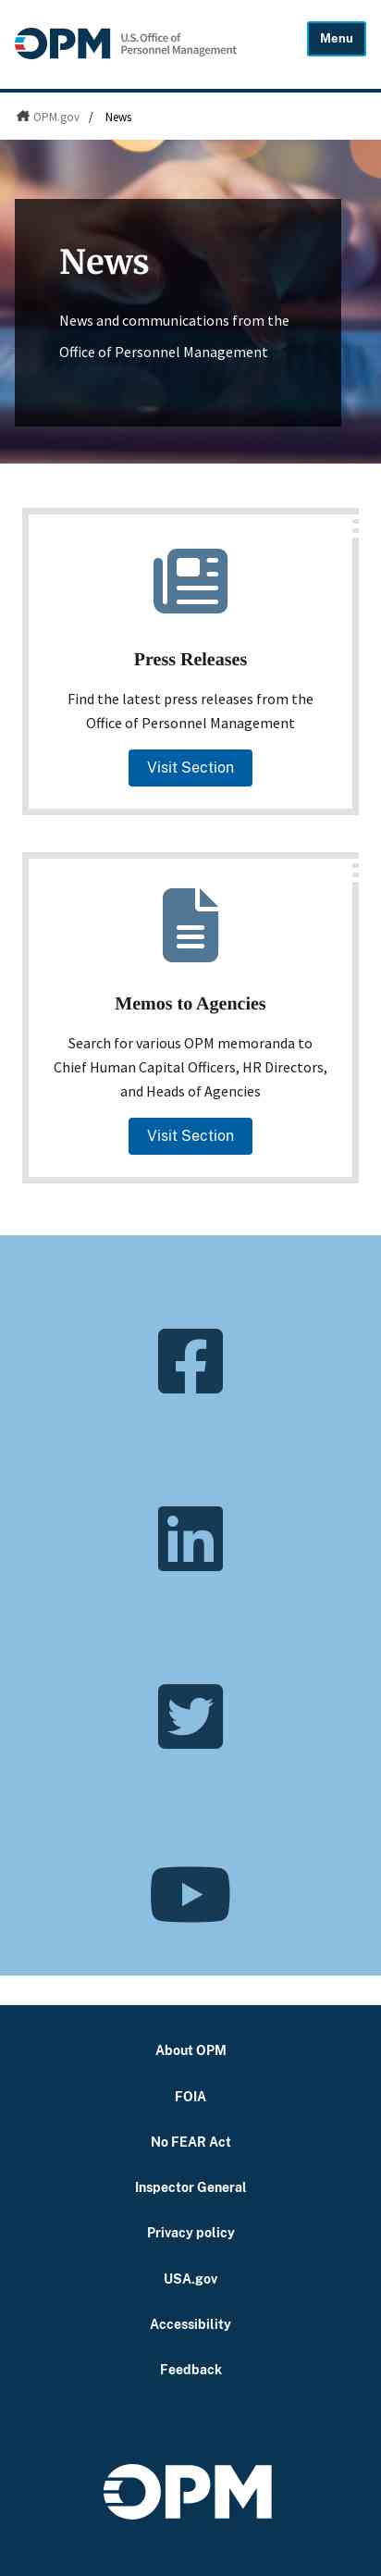 OPM
U.S. Office of
Personnel Management
Menu
OPM.gov / News
News
News and communications from the
Office of Personnel Management
Press Releases
Find the latest press releases from the
Office of Personnel Management
Visit Section
Memos to Agencies
Search for various OPM memoranda to
Chief Human Capital Officers, HR Directors,
and Heads of Agencies
Visit Section
About OPM
FOIA
No FEAR Act
Inspector General
Privacy policy
USA.gov
Accessibility
Feedback
OPM